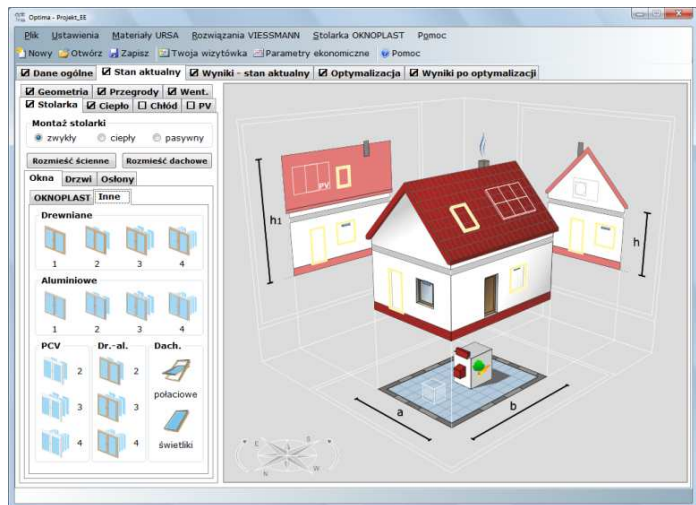 Optima - Projekt_EE
Plik Ustawienia Materiały URSA Rozwiązania VIESSMANN Stolarka OKNOPLAST Pomoc
Nowy Otwórz Zapisz Twoja wizytówka Parametry ekonomiczne Pomoc
Dane ogólne Stan aktualny Wyniki - stan aktualny Optymalizacja Wyniki po optymalizacji
Geometria Przegrody Went.
Stolarka Ciepło Chłód PV
Montaż stolarki
zwykły ciepły pasywny
Rozmieść ścienne Rozmieść dachowe
Okna Drzwi Osłony
OKNOPLAST Inne
Drewniane
1 2 3 4
Aluminiowe
1 2 3 4
PCV Dr.-al. Dach.
2 2
połaciowe
3 3
4 4 świetliki
PV
h1
h
a b
E S
N W